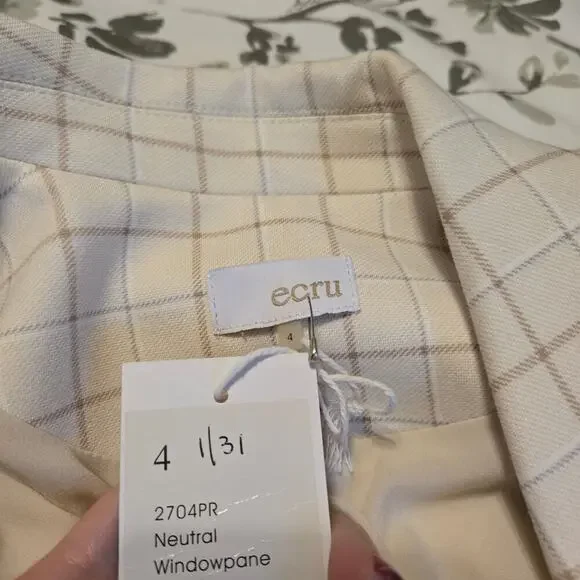 ecru
4
4 1/31
2704PR
Neutral
Windowpane